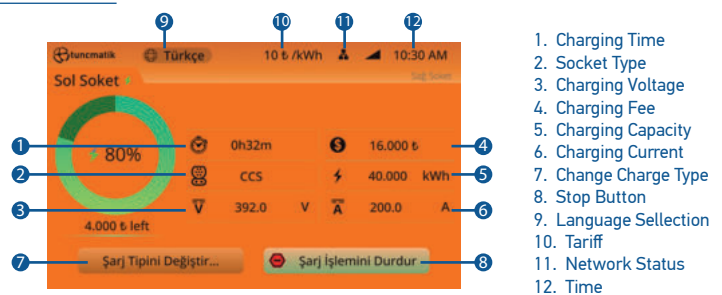 9 10 11 12
tuncmatik Türkçe 10 ₺ /kWh 10:30 AM
Sol Soket Sağ Soket
80%
1 0h32m 16.000 ₺ 4
2 CCS 40.000 kWh 5
3 V 392.0 V A 200.0 A 6
4.000 ₺ left
7 Şarj Tipini Değiştir... Şarj İşlemini Durdur 8
1. Charging Time
2. Socket Type
3. Charging Voltage
4. Charging Fee
5. Charging Capacity
6. Charging Current
7. Change Charge Type
8. Stop Button
9. Language Sellection
10. Tariff
11. Network Status
12. Time